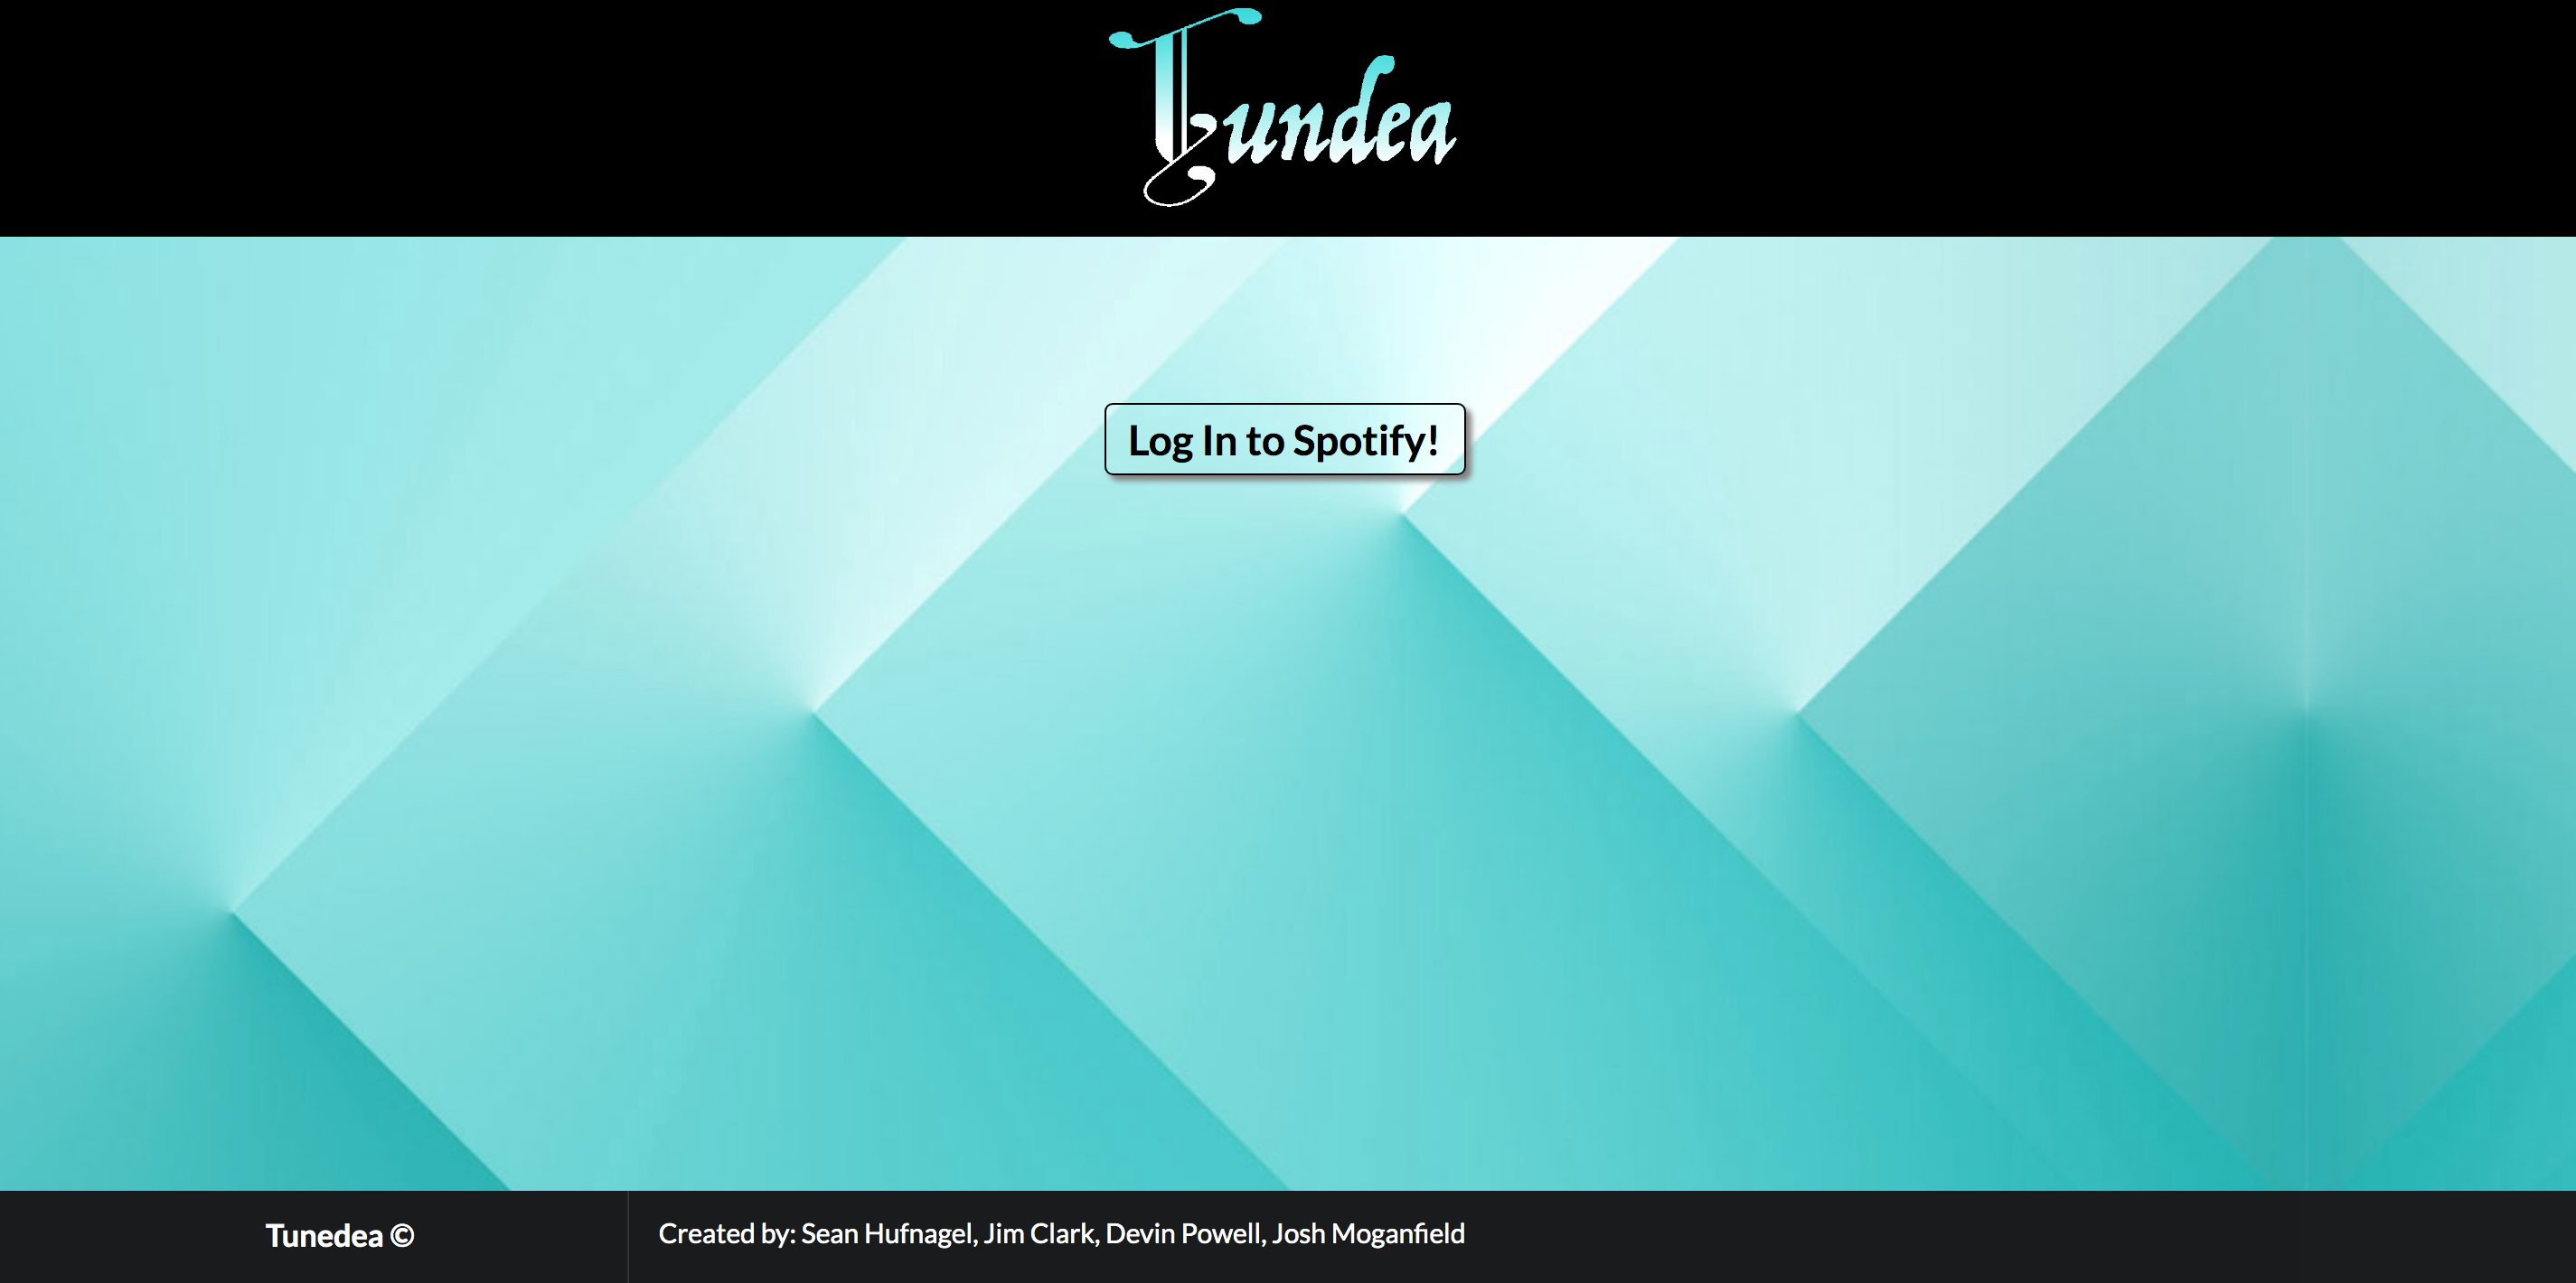 Tundea
Log In to Spotify!
Tunedea ©
Created by: Sean Hufnagel, Jim Clark, Devin Powell, Josh Moganfield